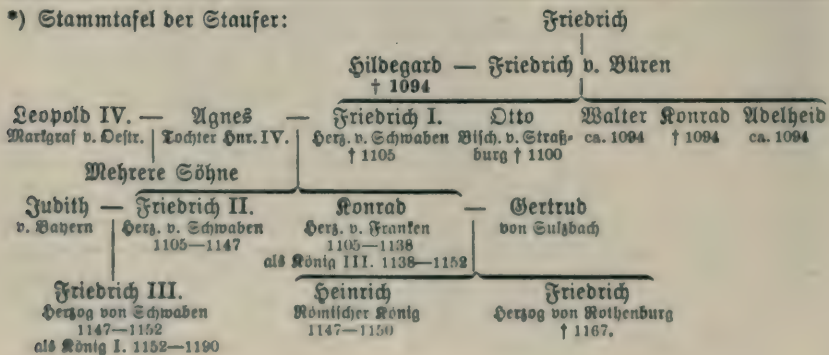 *) Stammtafel der Staufer:
Friedrich
Hildegard — Friedrich v. Büren
† 1094
Leopold IV. — Agnes — Friedrich I. Otto Walter Konrad Adelheid
Markgraf v. Oestr. Tochter Hnr. IV. Herz. v. Schwaben Bisch. v. Straß- ca. 1094 † 1094 ca. 1094
† 1105 burg † 1100
Mehrere Söhne
Judith — Friedrich II. Konrad — Gertrud
v. Bayern Herz. v. Schwaben Herz. v. Franken von Sulzbach
1105—1147 1105—1138
als König III. 1138—1152
Friedrich III. Heinrich Friedrich
Herzog von Schwaben Römischer König Herzog von Rothenburg
1147—1152 1147—1150 † 1167.
als König I. 1152—1190